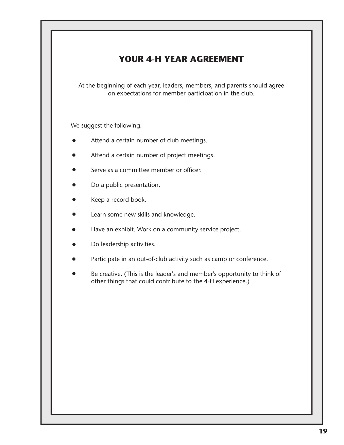 YOUR 4-H YEAR AGREEMENT
At the beginning of each year, leaders, members, and parents should agree
on expectations for member participation in the club.
We suggest the following:
Attend a certain number of club meetings.
Attend a certain number of project meetings.
Serve as a committee member or officer.
Do a public presentation.
Keep a record book.
Learn some new skills and knowledge.
Have an exhibit. Work on a community service project.
Do leadership activities.
Participate in an out-of-club activity such as camp or conference.
Be creative. (This is the leader's and member's opportunity to think of
other things that could contribute to the 4-H experience.)
19